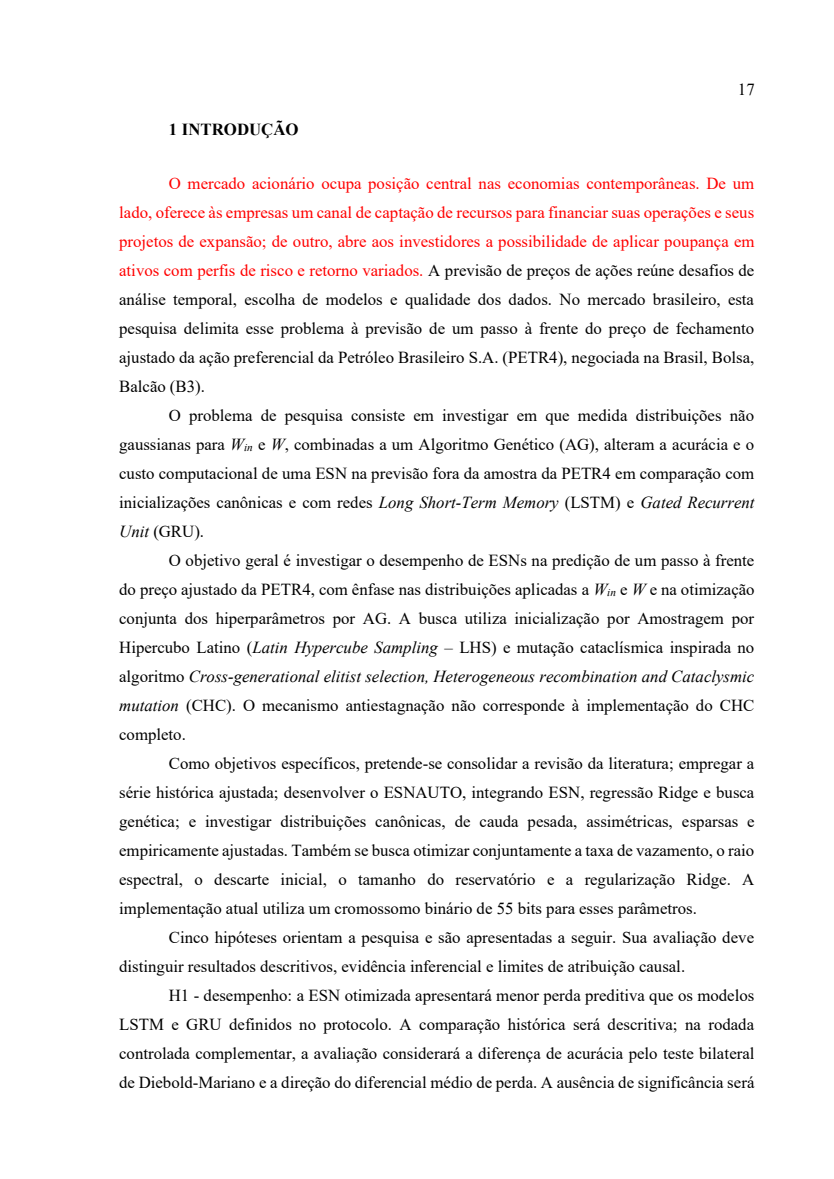 17
1 INTRODUÇÃO
O mercado acionário ocupa posição central nas economias contemporâneas. De um
lado, oferece às empresas um canal de captação de recursos para financiar suas operações e seus
projetos de expansão; de outro, abre aos investidores a possibilidade de aplicar poupança em
ativos com perfis de risco e retorno variados. A previsão de preços de ações reúne desafios de
análise temporal, escolha de modelos e qualidade dos dados. No mercado brasileiro, esta
pesquisa delimita esse problema à previsão de um passo à frente do preço de fechamento
ajustado da ação preferencial da Petróleo Brasileiro S.A. (PETR4), negociada na Brasil, Bolsa,
Balcão (B3).
O problema de pesquisa consiste em investigar em que medida distribuições não
gaussianas para Win e W, combinadas a um Algoritmo Genético (AG), alteram a acurácia e o
custo computacional de uma ESN na previsão fora da amostra da PETR4 em comparação com
inicializações canônicas e com redes Long Short-Term Memory (LSTM) e Gated Recurrent
Unit (GRU).
O objetivo geral é investigar o desempenho de ESNs na predição de um passo à frente
do preço ajustado da PETR4, com ênfase nas distribuições aplicadas a Win e W e na otimização
conjunta dos hiperparâmetros por AG. A busca utiliza inicialização por Amostragem por
Hipercubo Latino (Latin Hypercube Sampling – LHS) e mutação cataclísmica inspirada no
algoritmo Cross-generational elitist selection, Heterogeneous recombination and Cataclysmic
mutation (CHC). O mecanismo antiestagnação não corresponde à implementação do CHC
completo.
Como objetivos específicos, pretende-se consolidar a revisão da literatura; empregar a
série histórica ajustada; desenvolver o ESNAUTO, integrando ESN, regressão Ridge e busca
genética; e investigar distribuições canônicas, de cauda pesada, assimétricas, esparsas e
empiricamente ajustadas. Também se busca otimizar conjuntamente a taxa de vazamento, o raio
espectral, o descarte inicial, o tamanho do reservatório e a regularização Ridge. A
implementação atual utiliza um cromossomo binário de 55 bits para esses parâmetros.
Cinco hipóteses orientam a pesquisa e são apresentadas a seguir. Sua avaliação deve
distinguir resultados descritivos, evidência inferencial e limites de atribuição causal.
H1 - desempenho: a ESN otimizada apresentará menor perda preditiva que os modelos
LSTM e GRU definidos no protocolo. A comparação histórica será descritiva; na rodada
controlada complementar, a avaliação considerará a diferença de acurácia pelo teste bilateral
de Diebold-Mariano e a direção do diferencial médio de perda. A ausência de significância será